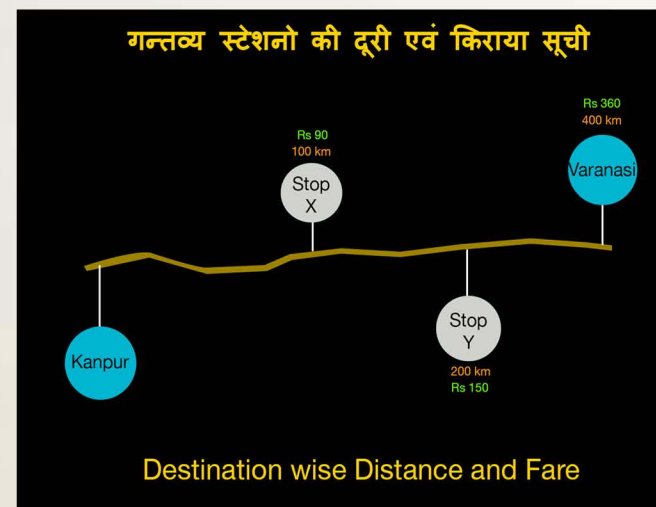 गन्तव्य स्टेशनो की दूरी एवं किराया सूची
Rs 360
400 km
Varanasi
Rs 90
100 km
Stop
X
Stop
Y
200 km
Rs 150
Kanpur
Destination wise Distance and Fare